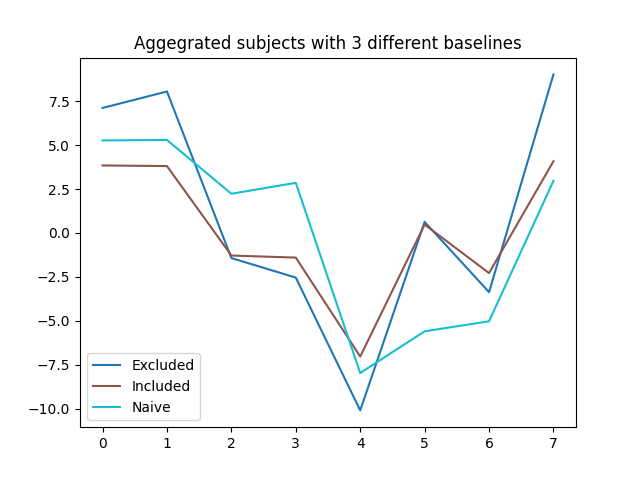 Aggegrated subjects with 3 different baselines
7.5
5.0
2.5
0.0
−2.5
−5.0
−7.5
−10.0
Excluded
Included
Naive
0 1 2 3 4 5 6 7